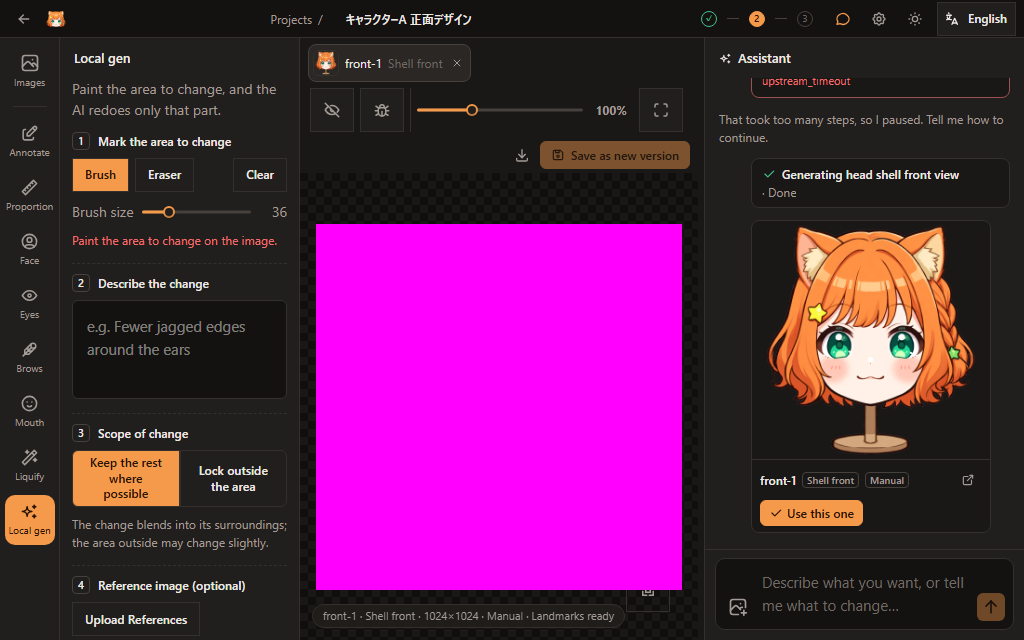 Projects /
キャラクターA 正面デザイン
2
3
English
Images
Annotate
Proportion
Face
Eyes
Brows
Mouth
Liquify
Local gen
Local gen
Paint the area to change, and the
AI redoes only that part.
1 Mark the area to change
Brush
Eraser
Clear
Brush size
36
Paint the area to change on the image.
2 Describe the change
e.g. Fewer jagged edges
around the ears
3 Scope of change
Keep the rest
where
possible
Lock outside
the area
The change blends into its surroundings;
the area outside may change slightly.
4 Reference image (optional)
Upload References
front-1 Shell front
100%
Save as new version
front-1 · Shell front · 1024×1024 · Manual · Landmarks ready
Assistant
upstream_timeout
That took too many steps, so I paused. Tell me how to
continue.
Generating head shell front view
· Done
front-1 Shell front Manual
Use this one
Describe what you want, or tell
me what to change...